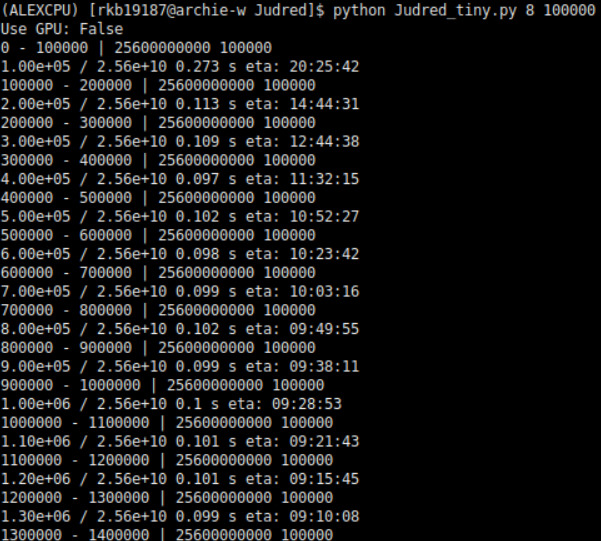 (ALEXCPU) [rkb19187@archie-w Judred]$ python Judred_tiny.py 8 100000
Use GPU: False
0 - 100000 | 25600000000 100000
1.00e+05 / 2.56e+10 0.273 s eta: 20:25:42
100000 - 200000 | 25600000000 100000
2.00e+05 / 2.56e+10 0.113 s eta: 14:44:31
200000 - 300000 | 25600000000 100000
3.00e+05 / 2.56e+10 0.109 s eta: 12:44:38
300000 - 400000 | 25600000000 100000
4.00e+05 / 2.56e+10 0.097 s eta: 11:32:15
400000 - 500000 | 25600000000 100000
5.00e+05 / 2.56e+10 0.102 s eta: 10:52:27
500000 - 600000 | 25600000000 100000
6.00e+05 / 2.56e+10 0.098 s eta: 10:23:42
600000 - 700000 | 25600000000 100000
7.00e+05 / 2.56e+10 0.099 s eta: 10:03:16
700000 - 800000 | 25600000000 100000
8.00e+05 / 2.56e+10 0.102 s eta: 09:49:55
800000 - 900000 | 25600000000 100000
9.00e+05 / 2.56e+10 0.099 s eta: 09:38:11
900000 - 1000000 | 25600000000 100000
1.00e+06 / 2.56e+10 0.1 s eta: 09:28:53
1000000 - 1100000 | 25600000000 100000
1.10e+06 / 2.56e+10 0.101 s eta: 09:21:43
1100000 - 1200000 | 25600000000 100000
1.20e+06 / 2.56e+10 0.101 s eta: 09:15:45
1200000 - 1300000 | 25600000000 100000
1.30e+06 / 2.56e+10 0.099 s eta: 09:10:08
1300000 - 1400000 | 25600000000 100000